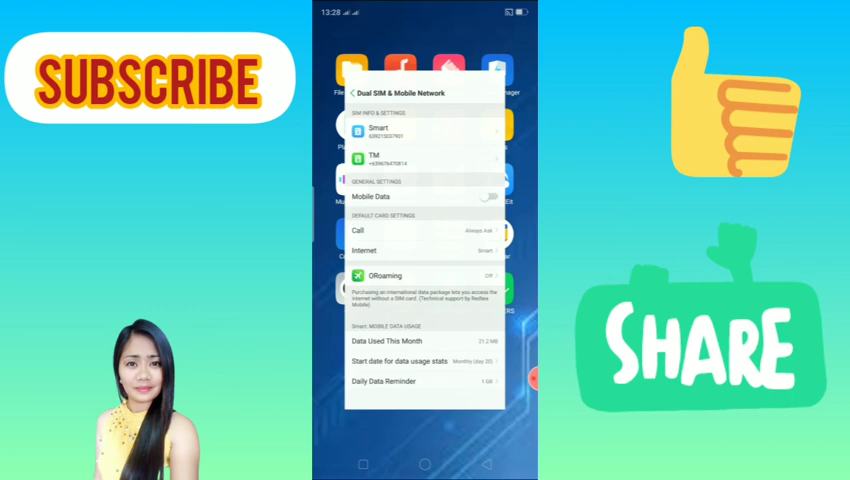 SUBSCRIBE
13:28
Dual SIM & Mobile Network
SIM INFO & SETTINGS
Smart
TM
GENERAL SETTINGS
Mobile Data
DEFAULT CARD SETTINGS
Call
Always Ask
Internet
Smart
ORoaming
Off
Purchasing an international data package lets you access the
internet without a SIM card. (Technical support by Redtea
Mobile)
Smart: MOBILE DATA USAGE
Data Used This Month
21.2 MB
Start date for data usage stats
Monthly (day 20)
Daily Data Reminder
1 GB
SHARE